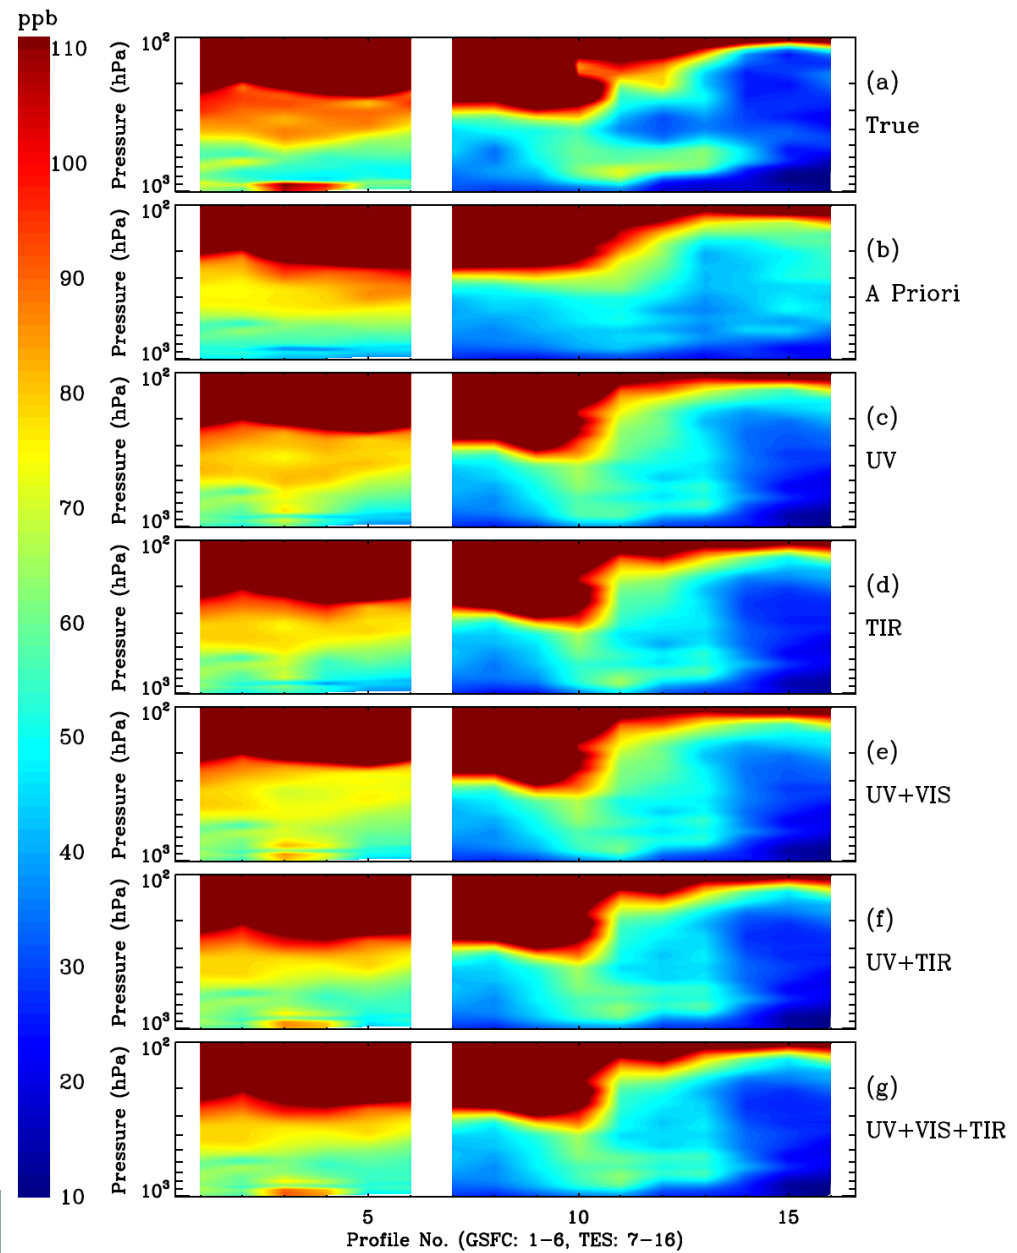 ppb
110
100
90
80
70
60
50
40
30
20
10
Pressure (hPa)
10²
10³
(a)
True
Pressure (hPa)
10²
10³
(b)
A Priori
Pressure (hPa)
10²
10³
(c)
UV
Pressure (hPa)
10²
10³
(d)
TIR
Pressure (hPa)
10²
10³
(e)
UV+VIS
Pressure (hPa)
10²
10³
(f)
UV+TIR
Pressure (hPa)
10²
10³
(g)
UV+VIS+TIR
5 10 15
Profile No. (GSFC: 1-6, TES: 7-16)